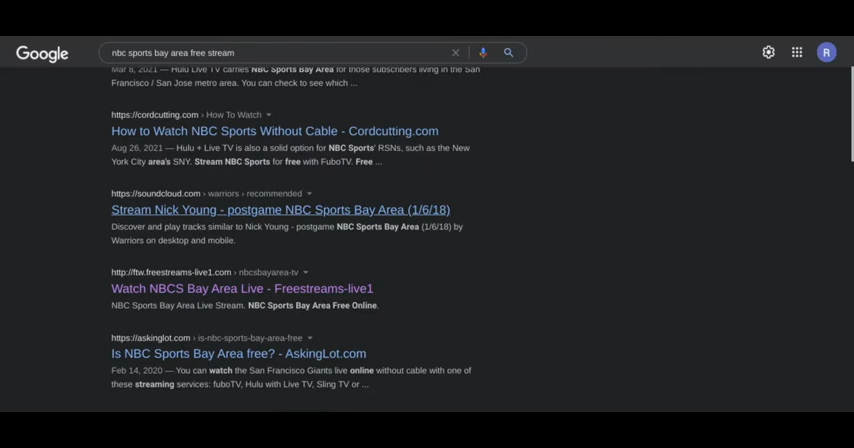 Google
nbc sports bay area free stream
R
Mar 8, 2021 — Hulu Live TV carries NBC Sports Bay Area for those subscribers living in the San
Francisco / San Jose metro area. You can check to see which ...
https://cordcutting.com › How To Watch
How to Watch NBC Sports Without Cable - Cordcutting.com
Aug 26, 2021 — Hulu + Live TV is also a solid option for NBC Sports' RSNs, such as the New
York City area's SNY. Stream NBC Sports for free with FuboTV. Free ...
https://soundcloud.com › warriors › recommended
Stream Nick Young - postgame NBC Sports Bay Area (1/6/18)
Discover and play tracks similar to Nick Young - postgame NBC Sports Bay Area (1/6/18) by
Warriors on desktop and mobile.
http://ftw.freestreams-live1.com › nbcsbayarea-tv
Watch NBCS Bay Area Live - Freestreams-live1
NBC Sports Bay Area Live Stream. NBC Sports Bay Area Free Online.
https://askinglot.com › is-nbc-sports-bay-area-free
Is NBC Sports Bay Area free? - AskingLot.com
Feb 14, 2020 — You can watch the San Francisco Giants live online without cable with one of
these streaming services: fuboTV, Hulu with Live TV, Sling TV or ...